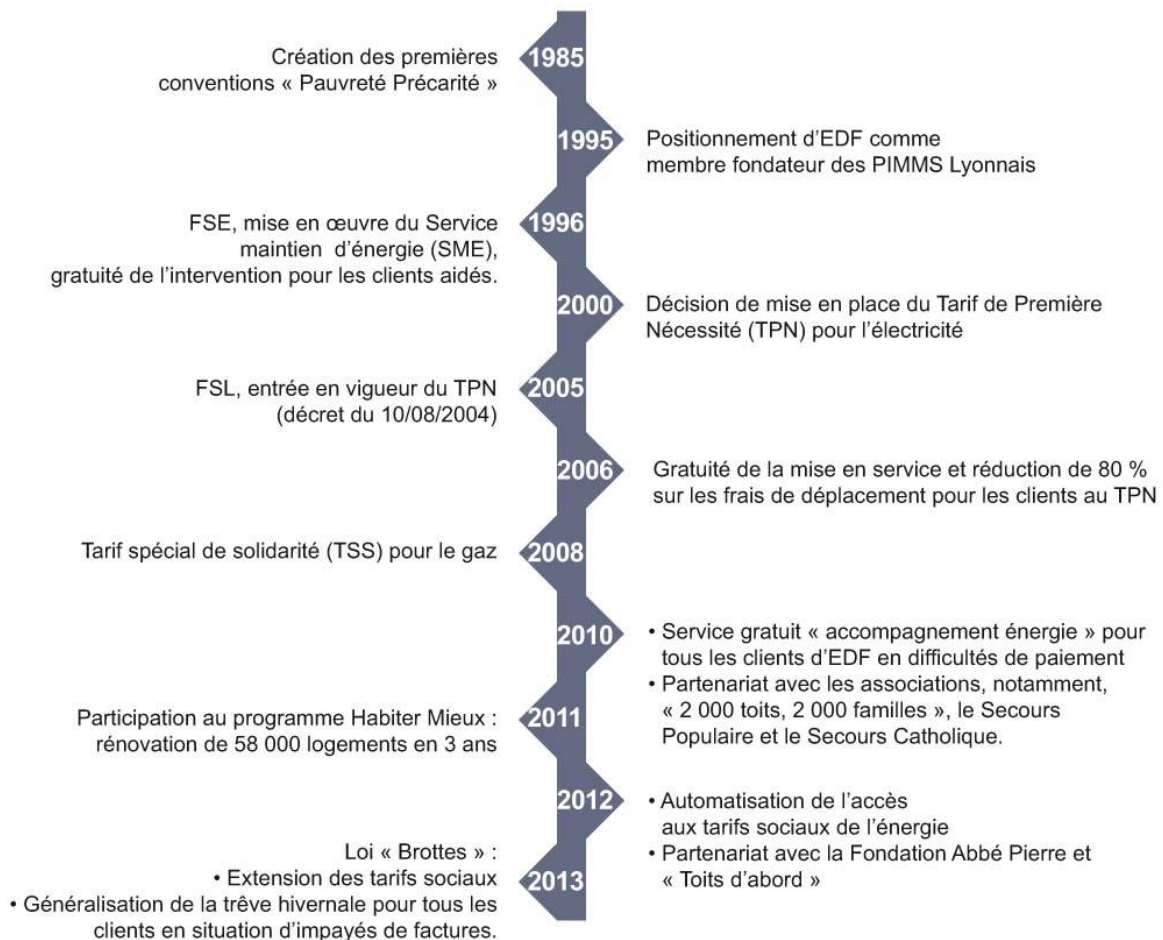 1985
Création des premières
conventions « Pauvreté Précarité »
1995
Positionnement d’EDF comme
membre fondateur des PIMMS Lyonnais
1996
FSE, mise en œuvre du Service
maintien d’énergie (SME),
gratuité de l’intervention pour les clients aidés.
2000
Décision de mise en place du Tarif de Première
Nécessité (TPN) pour l’électricité
2005
FSL, entrée en vigueur du TPN
(décret du 10/08/2004)
2006
Gratuité de la mise en service et réduction de 80 %
sur les frais de déplacement pour les clients au TPN
2008
Tarif spécial de solidarité (TSS) pour le gaz
2010
• Service gratuit « accompagnement énergie » pour
tous les clients d’EDF en difficultés de paiement
• Partenariat avec les associations, notamment,
« 2 000 toits, 2 000 familles », le Secours
Populaire et le Secours Catholique.
2011
Participation au programme Habiter Mieux :
rénovation de 58 000 logements en 3 ans
2012
• Automatisation de l’accès
aux tarifs sociaux de l’énergie
• Partenariat avec la Fondation Abbé Pierre et
« Toits d’abord »
2013
Loi « Brottes » :
• Extension des tarifs sociaux
• Généralisation de la trêve hivernale pour tous les
clients en situation d’impayés de factures.